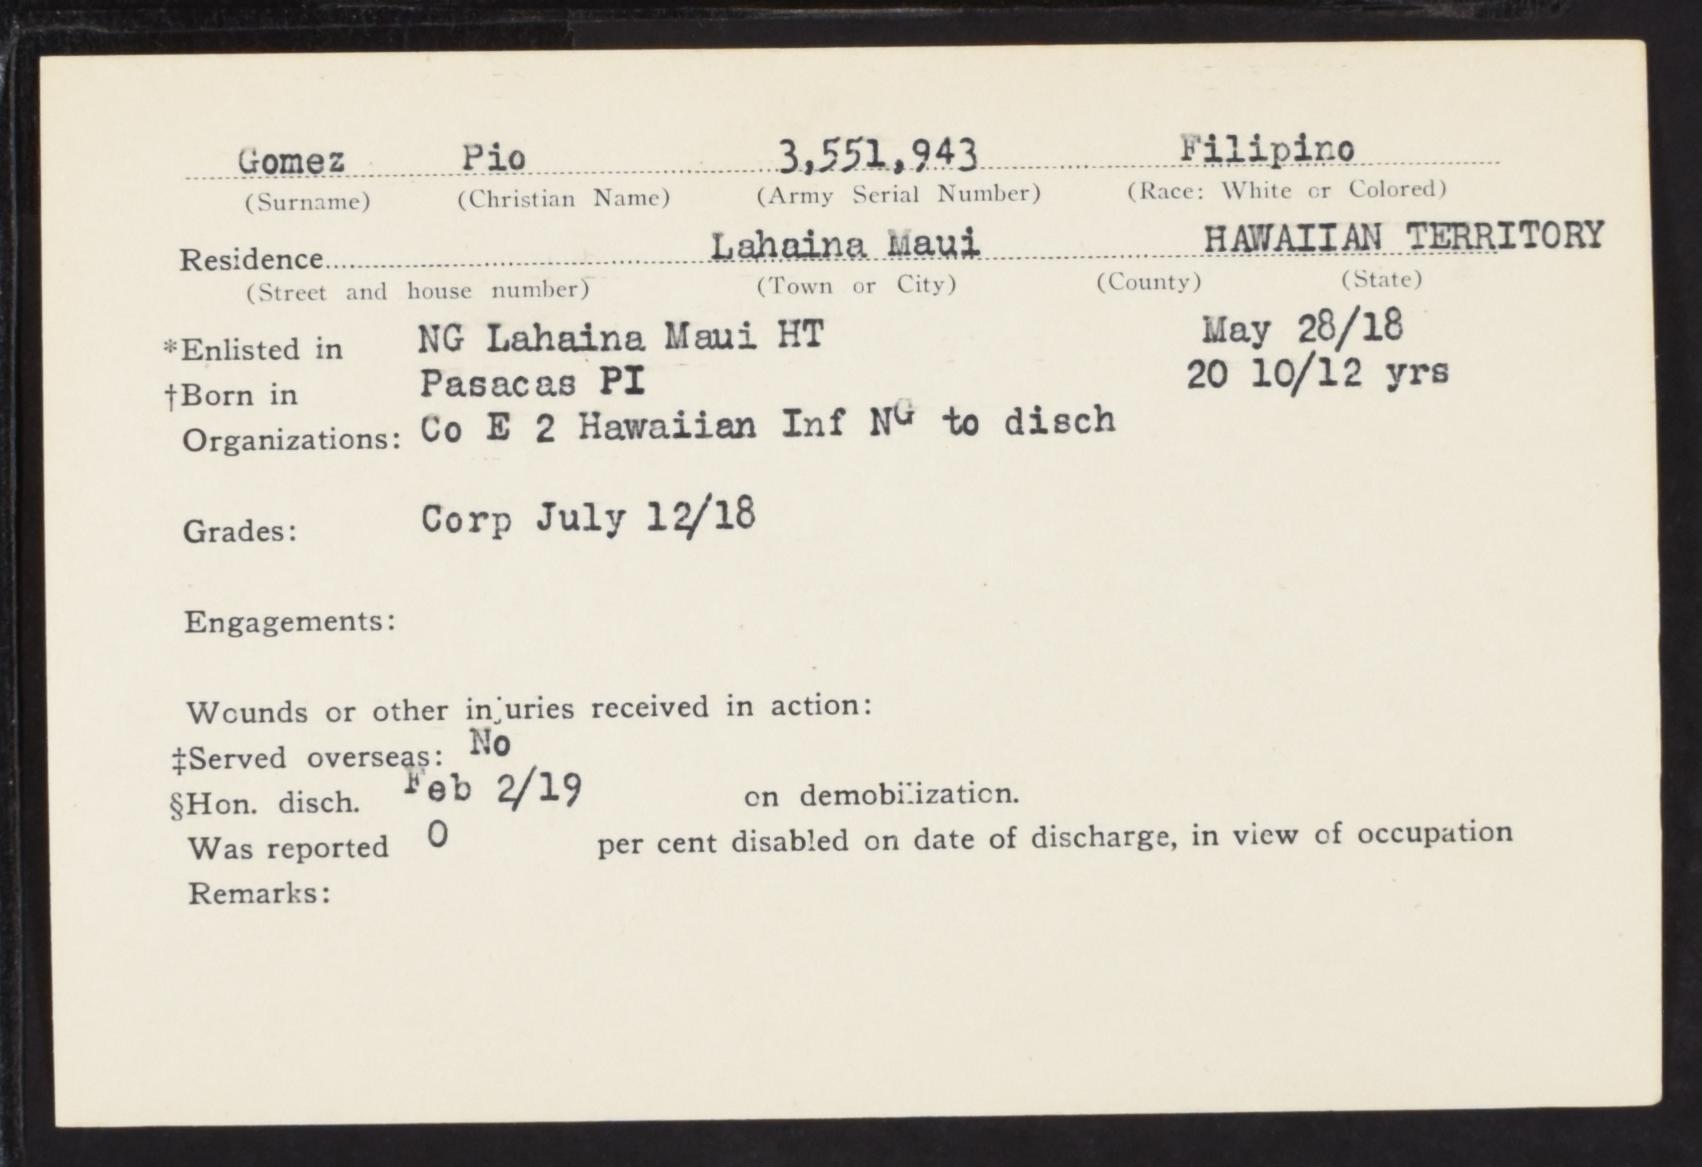 Gomez Pio 3,551,943 Filipino
(Surname) (Christian Name) (Army Serial Number) (Race: White or Colored)
Residence Lahaina Maui HAWAIIAN TERRITORY
(Street and house number) (Town or City) (County) (State)
*Enlisted in NG Lahaina Maui HT May 28/18
†Born in Pasacas PI 20 10/12 yrs
Organizations: Co E 2 Hawaiian Inf NG to disch
Grades: Corp July 12/18
Engagements:
Wounds or other injuries received in action:
‡Served overseas: No
§Hon. disch. Feb 2/19 on demobilization.
Was reported 0 per cent disabled on date of discharge, in view of occupation
Remarks: